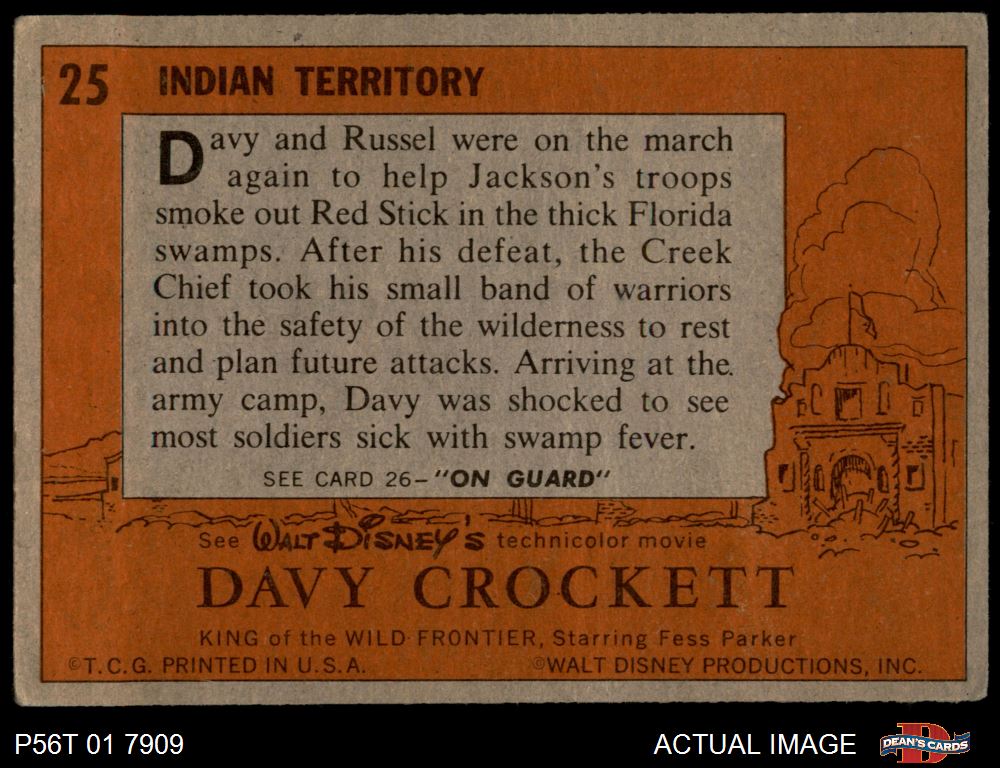 25 INDIAN TERRITORY
Davy and Russel were on the march
again to help Jackson's troops
smoke out Red Stick in the thick Florida
swamps. After his defeat, the Creek
Chief took his small band of warriors
into the safety of the wilderness to rest
and plan future attacks. Arriving at the
army camp, Davy was shocked to see
most soldiers sick with swamp fever.
SEE CARD 26–"ON GUARD"
See WALT DISNEY'S technicolor movie
DAVY CROCKETT
KING of the WILD FRONTIER, Starring Fess Parker
©T.C.G. PRINTED IN U.S.A. ©WALT DISNEY PRODUCTIONS, INC.
P56T 01 7909 ACTUAL IMAGE D DEAN'S CARDS